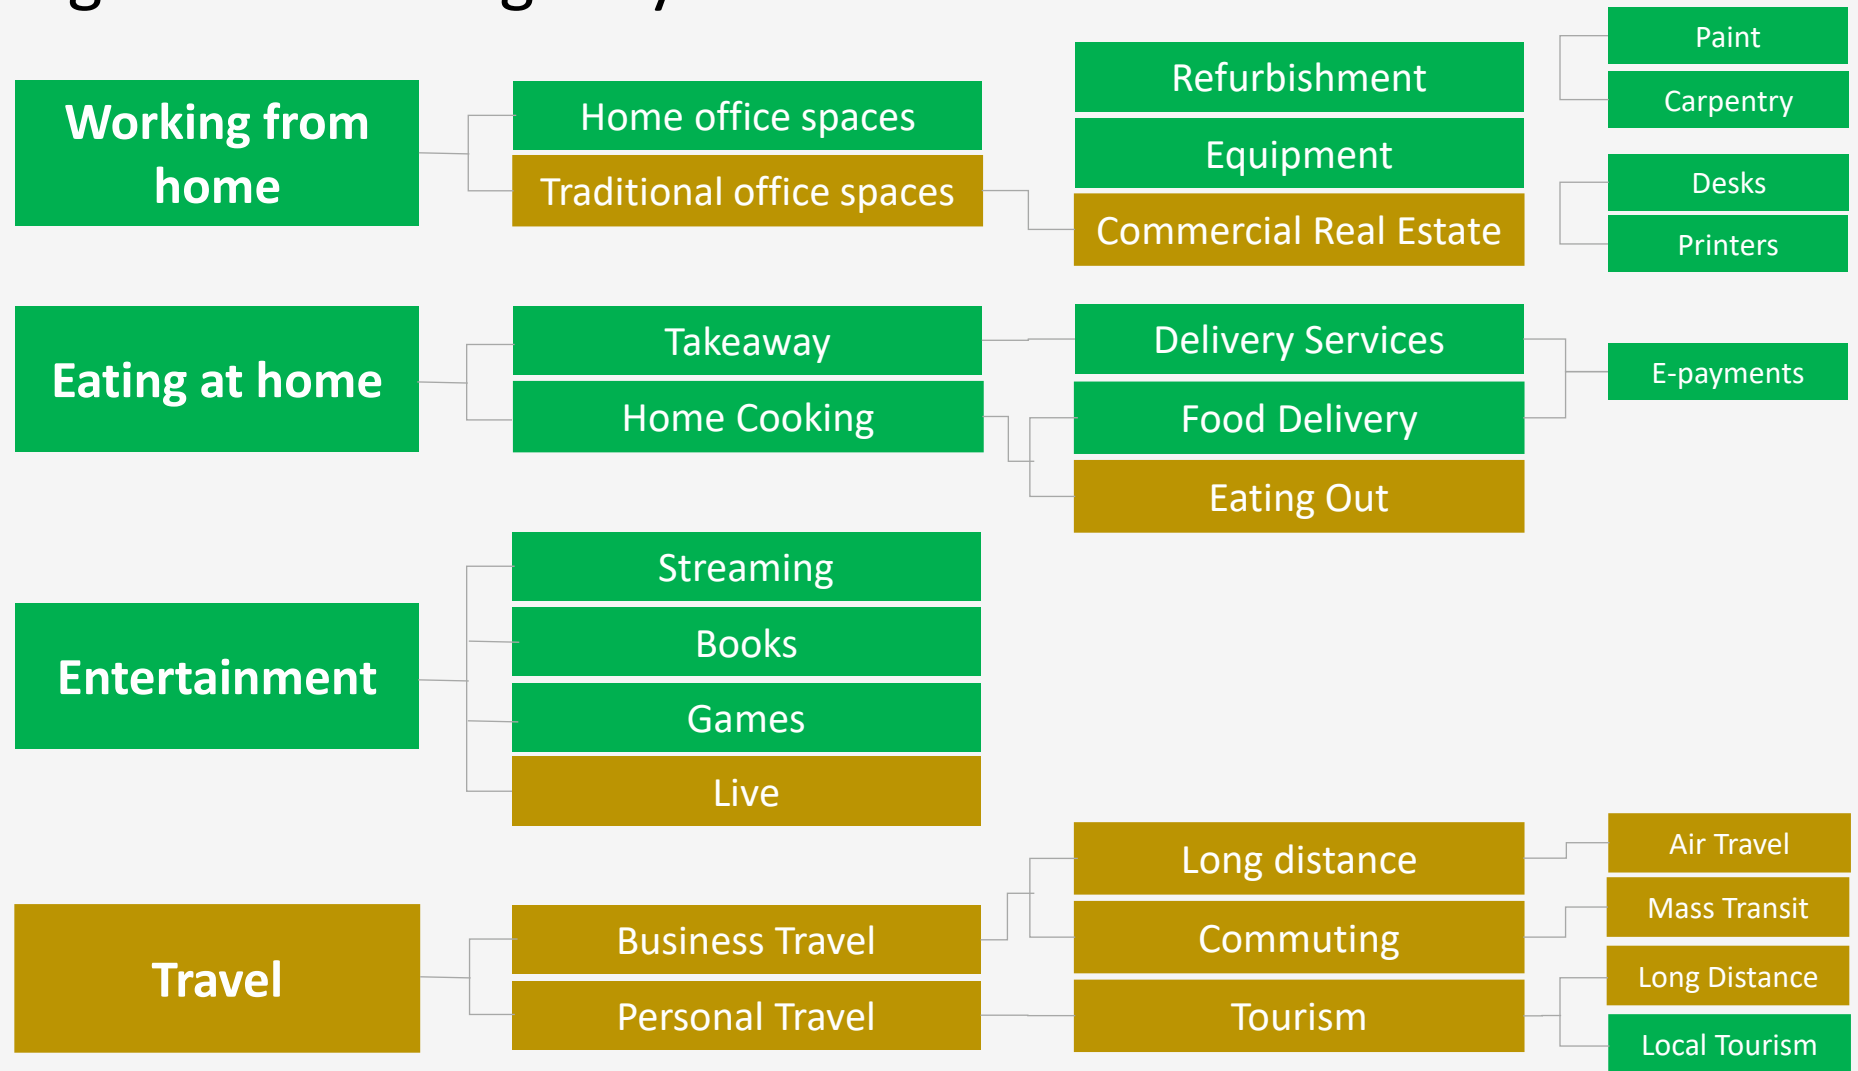 Working from
home
Home office spaces
Traditional office spaces
Refurbishment
Equipment
Commercial Real Estate
Paint
Carpentry
Desks
Printers
Eating at home
Takeaway
Home Cooking
Delivery Services
Food Delivery
Eating Out
E-payments
Entertainment
Streaming
Books
Games
Live
Travel
Business Travel
Personal Travel
Long distance
Commuting
Tourism
Air Travel
Mass Transit
Long Distance
Local Tourism